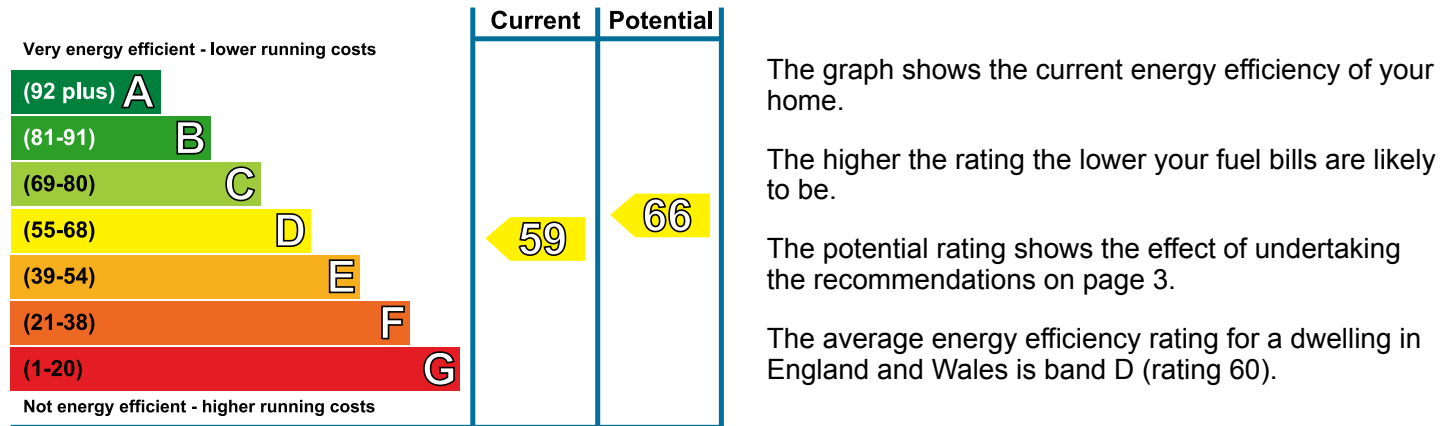 Current Potential
Very energy efficient - lower running costs
(92 plus) A
(81-91) B
(69-80) C
(55-68) D
(39-54) E
(21-38) F
(1-20) G
Not energy efficient - higher running costs
59
66
The graph shows the current energy efficiency of your
home.
The higher the rating the lower your fuel bills are likely
to be.
The potential rating shows the effect of undertaking
the recommendations on page 3.
The average energy efficiency rating for a dwelling in
England and Wales is band D (rating 60).